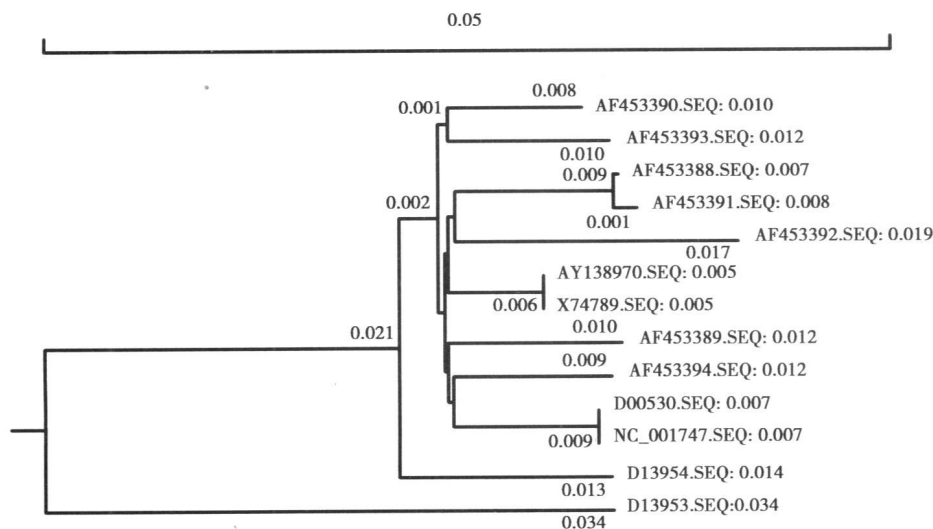 0.05
0.008
AF453390.SEQ: 0.010
0.001
AF453393.SEQ: 0.012
0.010
AF453388.SEQ: 0.007
0.009
AF453391.SEQ: 0.008
0.002
0.001
AF453392.SEQ: 0.019
0.017
AY138970.SEQ: 0.005
0.006
X74789.SEQ: 0.005
0.021
0.010
AF453389.SEQ: 0.012
0.009
AF453394.SEQ: 0.012
D00530.SEQ: 0.007
0.009
NC_001747.SEQ: 0.007
D13954.SEQ: 0.014
0.013
D13953.SEQ:0.034
0.034